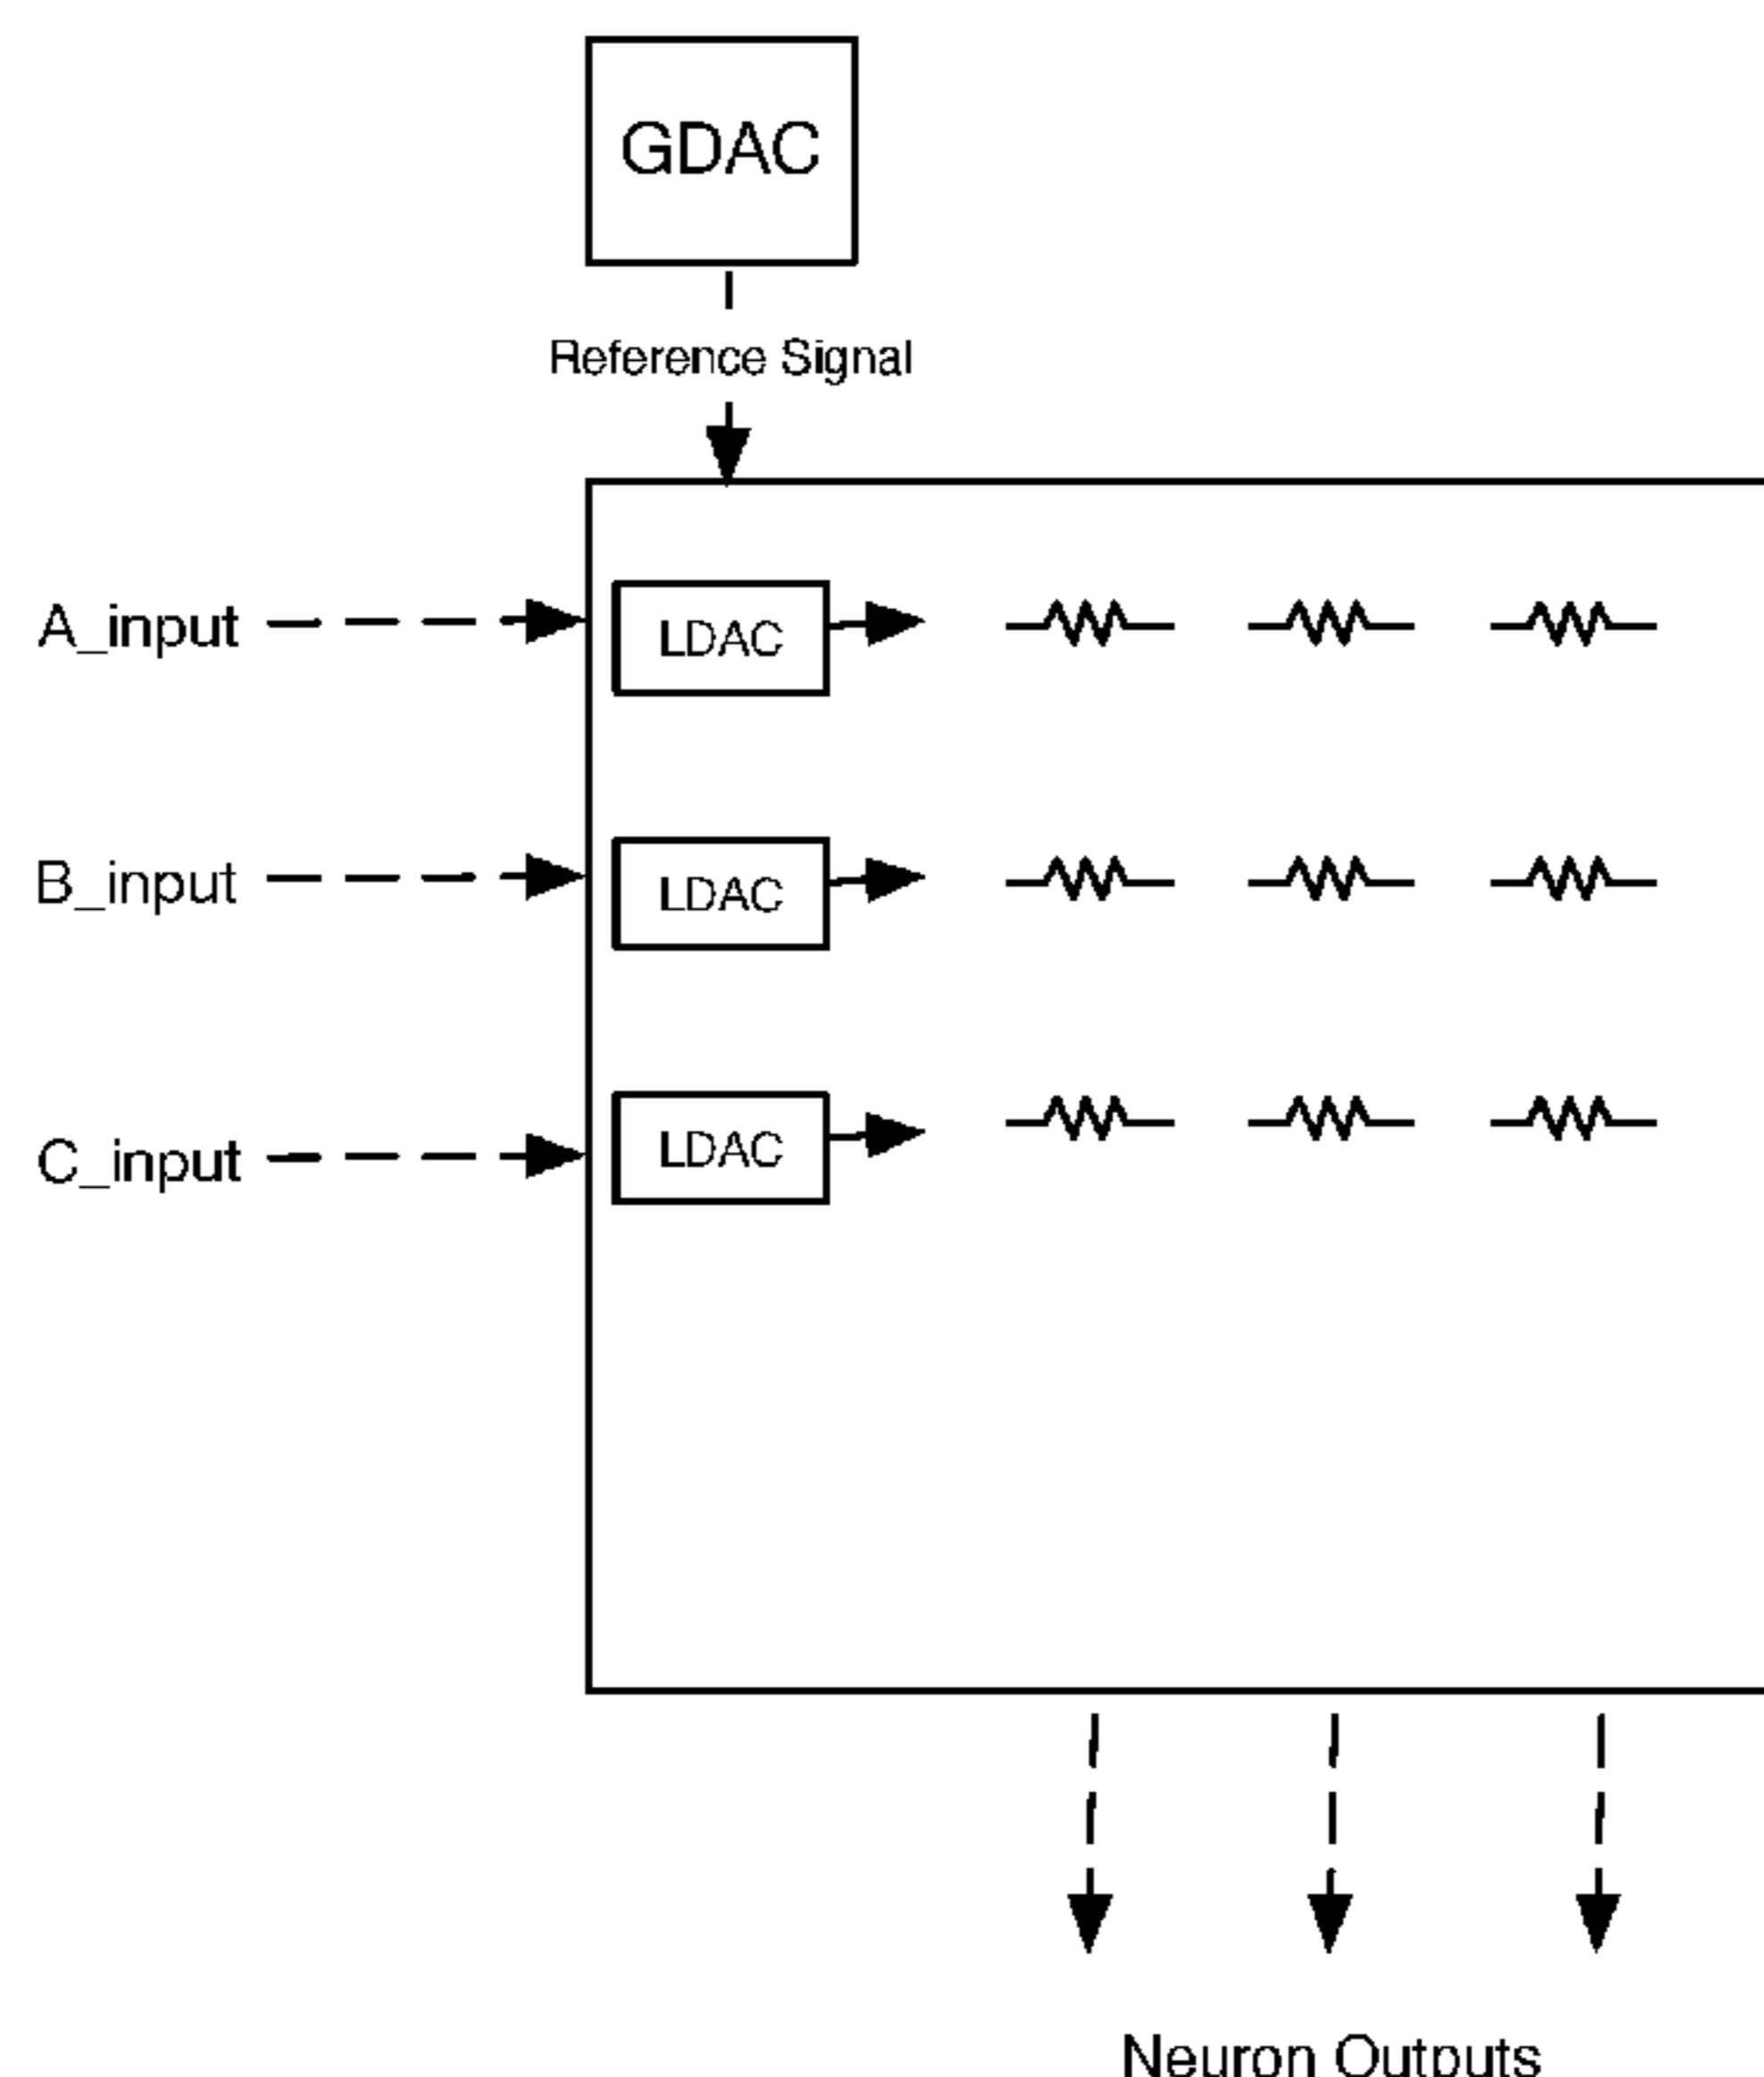 GDAC
Reference Signal
A_input
LDAC
B_input
LDAC
C_input
LDAC
Neuron Outputs